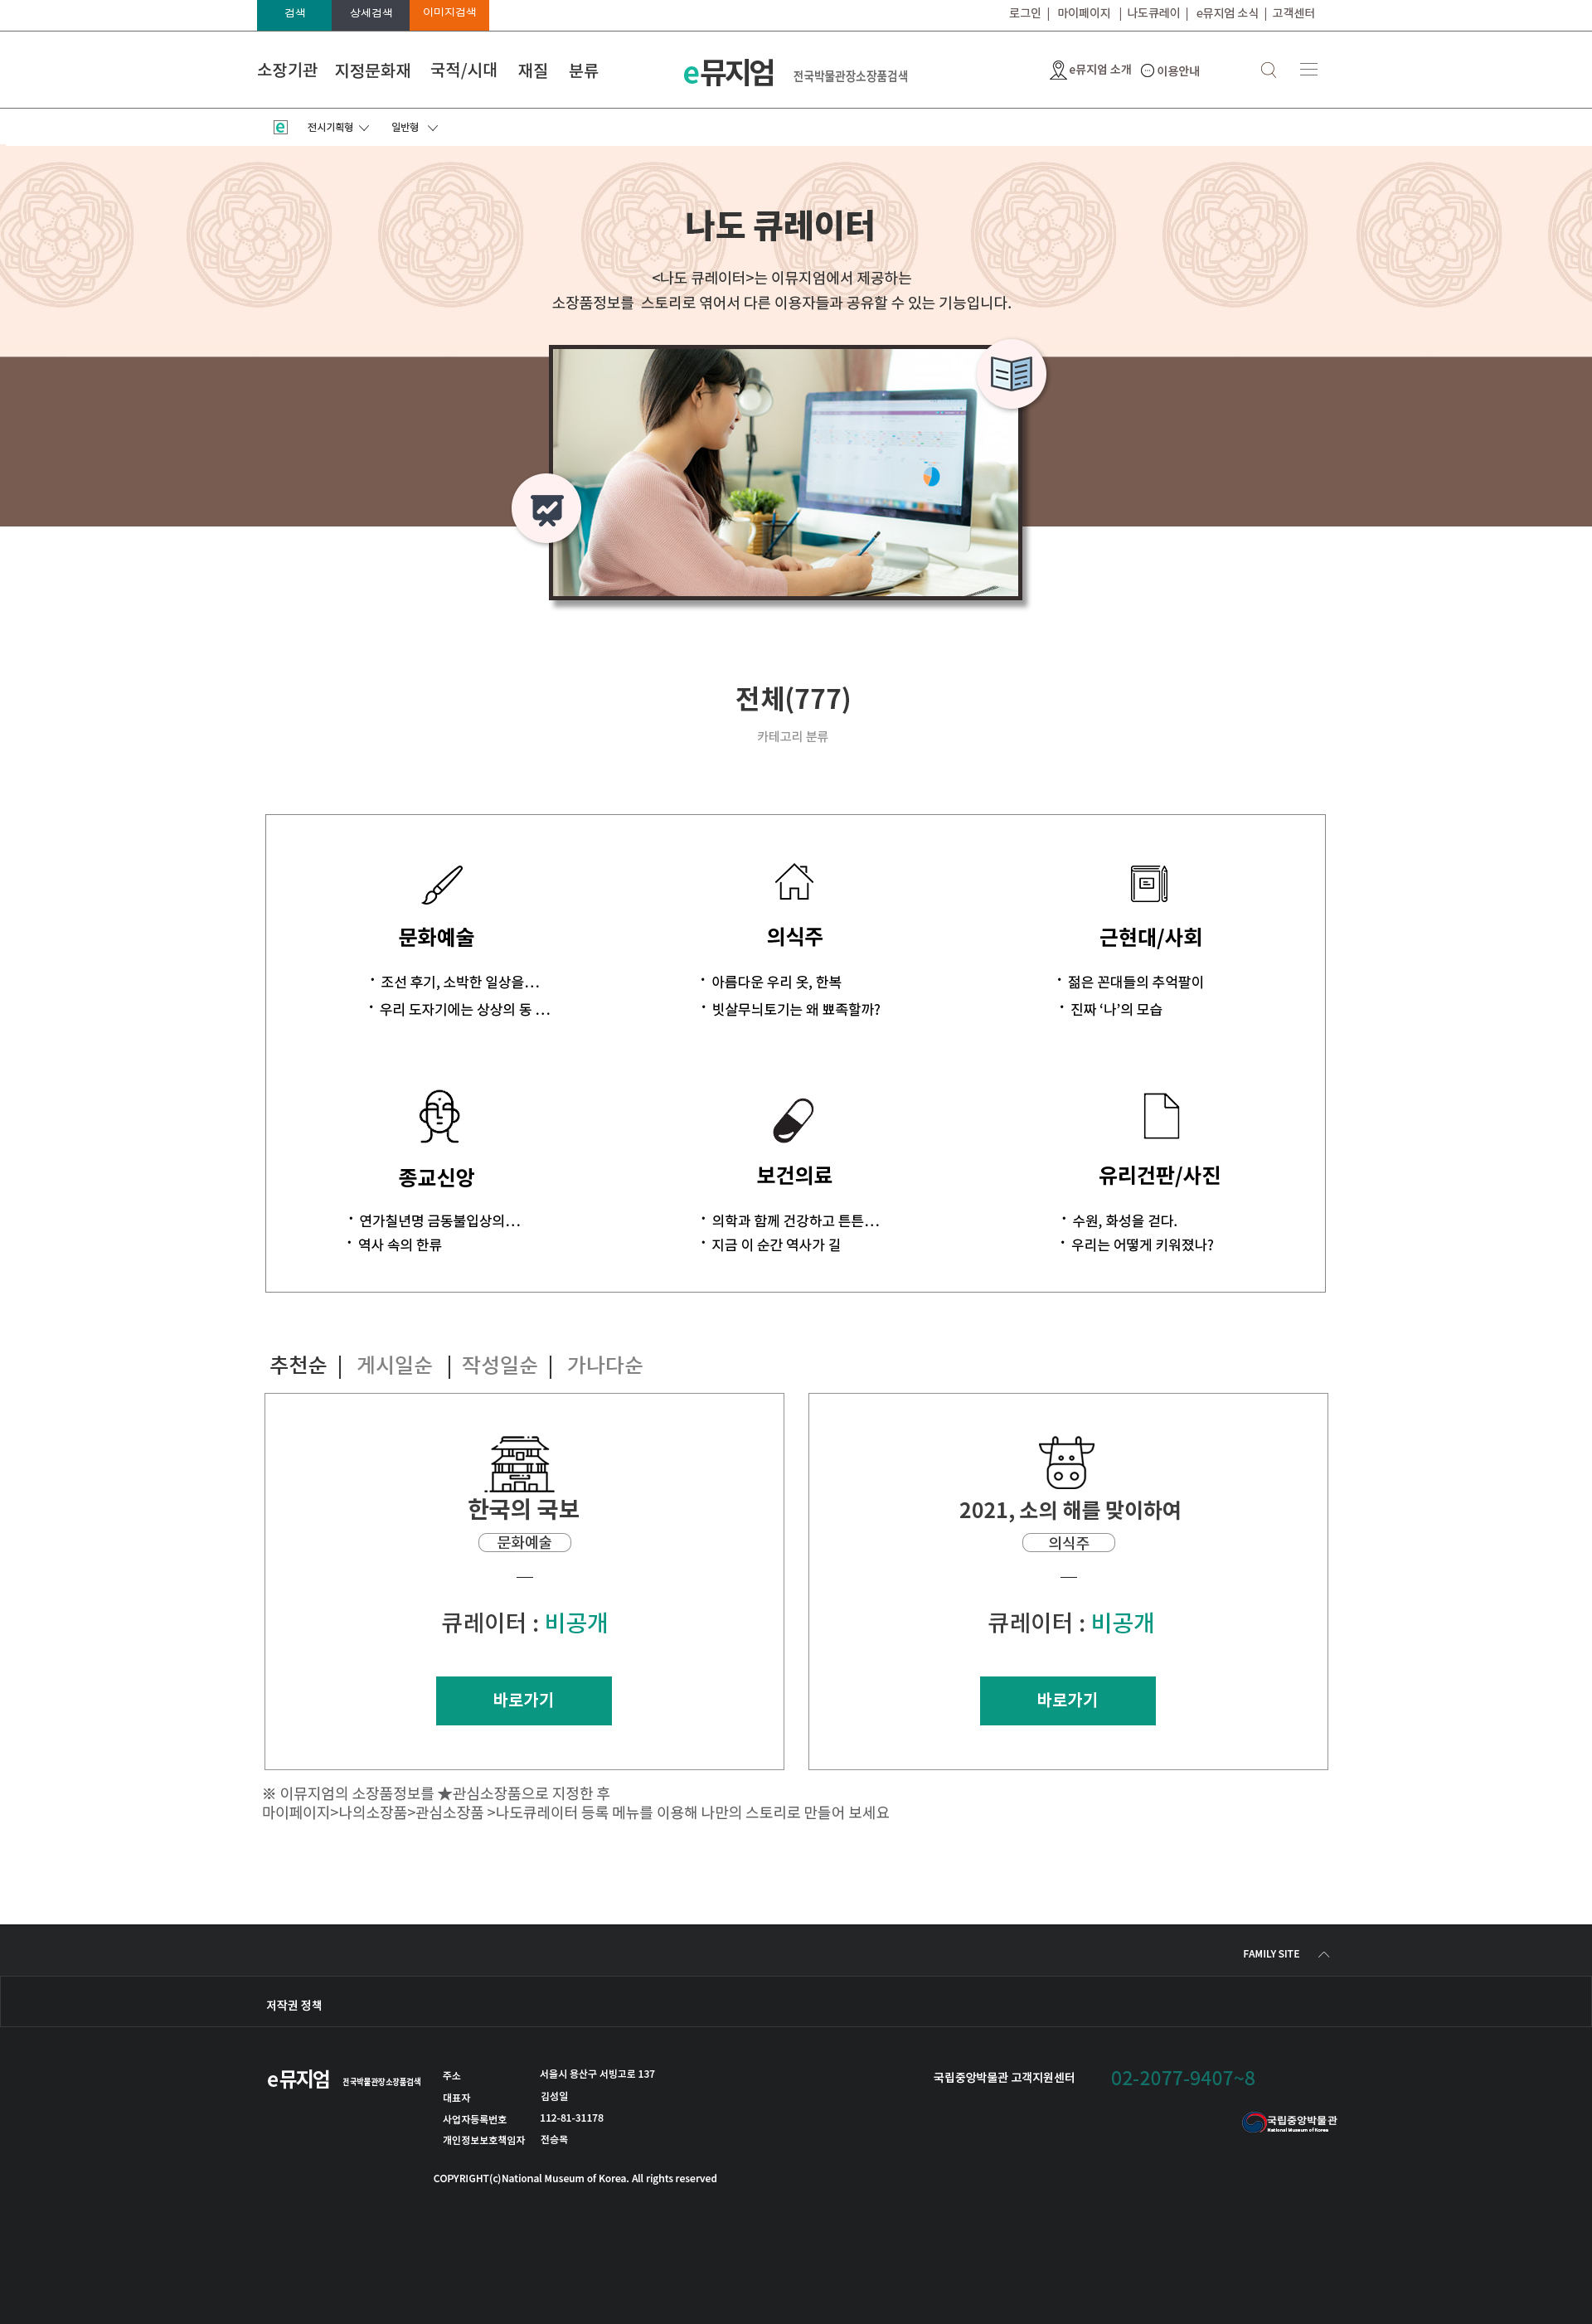 검색 상세검색 이미지검색 로그인 | 마이페이지 | 나도큐레이 | e뮤지엄 소식 | 고객센터
소장기관 지정문화재 국적/시대 재질 분류 e뮤지엄 전국박물관장소장품검색 e뮤지엄 소개 이용안내
e 전시기획형 일반형
나도 큐레이터
<나도 큐레이터>는 이뮤지엄에서 제공하는
소장품정보를 스토리로 엮어서 다른 이용자들과 공유할 수 있는 기능입니다.
전체(777)
카테고리 분류
문화예술
· 조선 후기, 소박한 일상을...
· 우리 도자기에는 상상의 동 ...
의식주
· 아름다운 우리 옷, 한복
· 빗살무늬토기는 왜 뾰족할까?
근현대/사회
· 젊은 꼰대들의 추억팔이
· 진짜 ‘나’의 모습
종교신앙
· 연가칠년명 금동불입상의...
· 역사 속의 한류
보건의료
· 의학과 함께 건강하고 튼튼...
· 지금 이 순간 역사가 길
유리건판/사진
· 수원, 화성을 걷다.
· 우리는 어떻게 키워졌나?
추천순 | 게시일순 | 작성일순 | 가나다순
한국의 국보
문화예술
큐레이터 : 비공개
바로가기
2021, 소의 해를 맞이하여
의식주
큐레이터 : 비공개
바로가기
※ 이뮤지엄의 소장품정보를 ★관심소장품으로 지정한 후
마이페이지>나의소장품>관심소장품 >나도큐레이터 등록 메뉴를 이용해 나만의 스토리로 만들어 보세요
FAMILY SITE
저작권 정책
e뮤지엄 전국박물관장소장품검색
주소 서울시 용산구 서빙고로 137
대표자 김성일
사업자등록번호 112-81-31178
개인정보보호책임자 전승목
국립중앙박물관 고객지원센터 02-2077-9407~8
국립중앙박물관
National Museum of Korea
COPYRIGHT(c)National Museum of Korea. All rights reserved